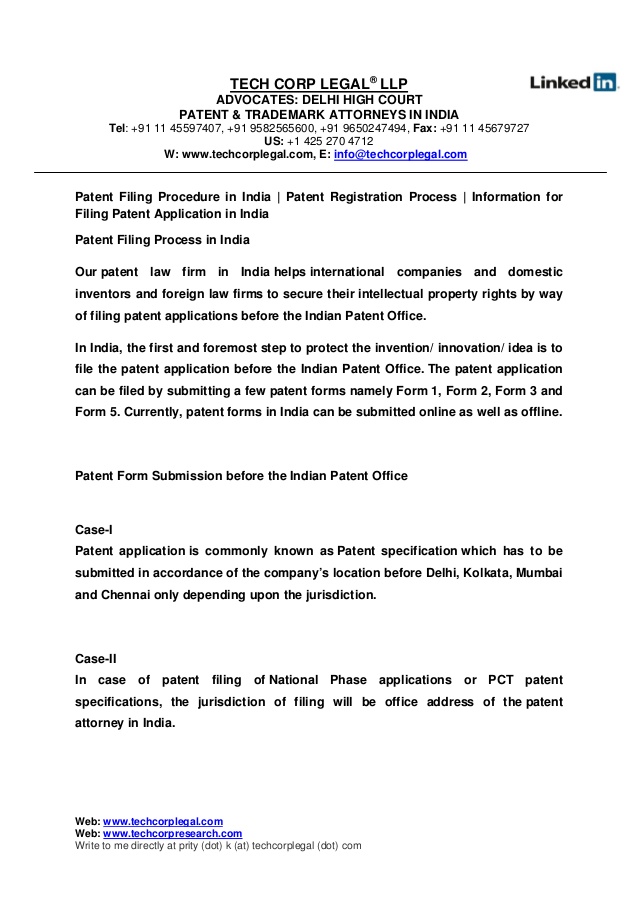 TECH CORP LEGAL® LLP
LinkedIn
ADVOCATES: DELHI HIGH COURT
PATENT & TRADEMARK ATTORNEYS IN INDIA
Tel: +91 11 45597407, +91 9582565600, +91 9650247494, Fax: +91 11 45679727
US: +1 425 270 4712
W: www.techcorplegal.com, E: info@techcorplegal.com
Patent Filing Procedure in India | Patent Registration Process | Information for
Filing Patent Application in India
Patent Filing Process in India
Our patent law firm in India helps international companies and domestic
inventors and foreign law firms to secure their intellectual property rights by way
of filing patent applications before the Indian Patent Office.
In India, the first and foremost step to protect the invention/ innovation/ idea is to
file the patent application before the Indian Patent Office. The patent application
can be filed by submitting a few patent forms namely Form 1, Form 2, Form 3 and
Form 5. Currently, patent forms in India can be submitted online as well as offline.
Patent Form Submission before the Indian Patent Office
Case-I
Patent application is commonly known as Patent specification which has to be
submitted in accordance of the company's location before Delhi, Kolkata, Mumbai
and Chennai only depending upon the jurisdiction.
Case-II
In case of patent filing of National Phase applications or PCT patent
specifications, the jurisdiction of filing will be office address of the patent
attorney in India.
Web: www.techcorplegal.com
Web: www.techcorpresearch.com
Write to me directly at prity (dot) k (at) techcorplegal (dot) com